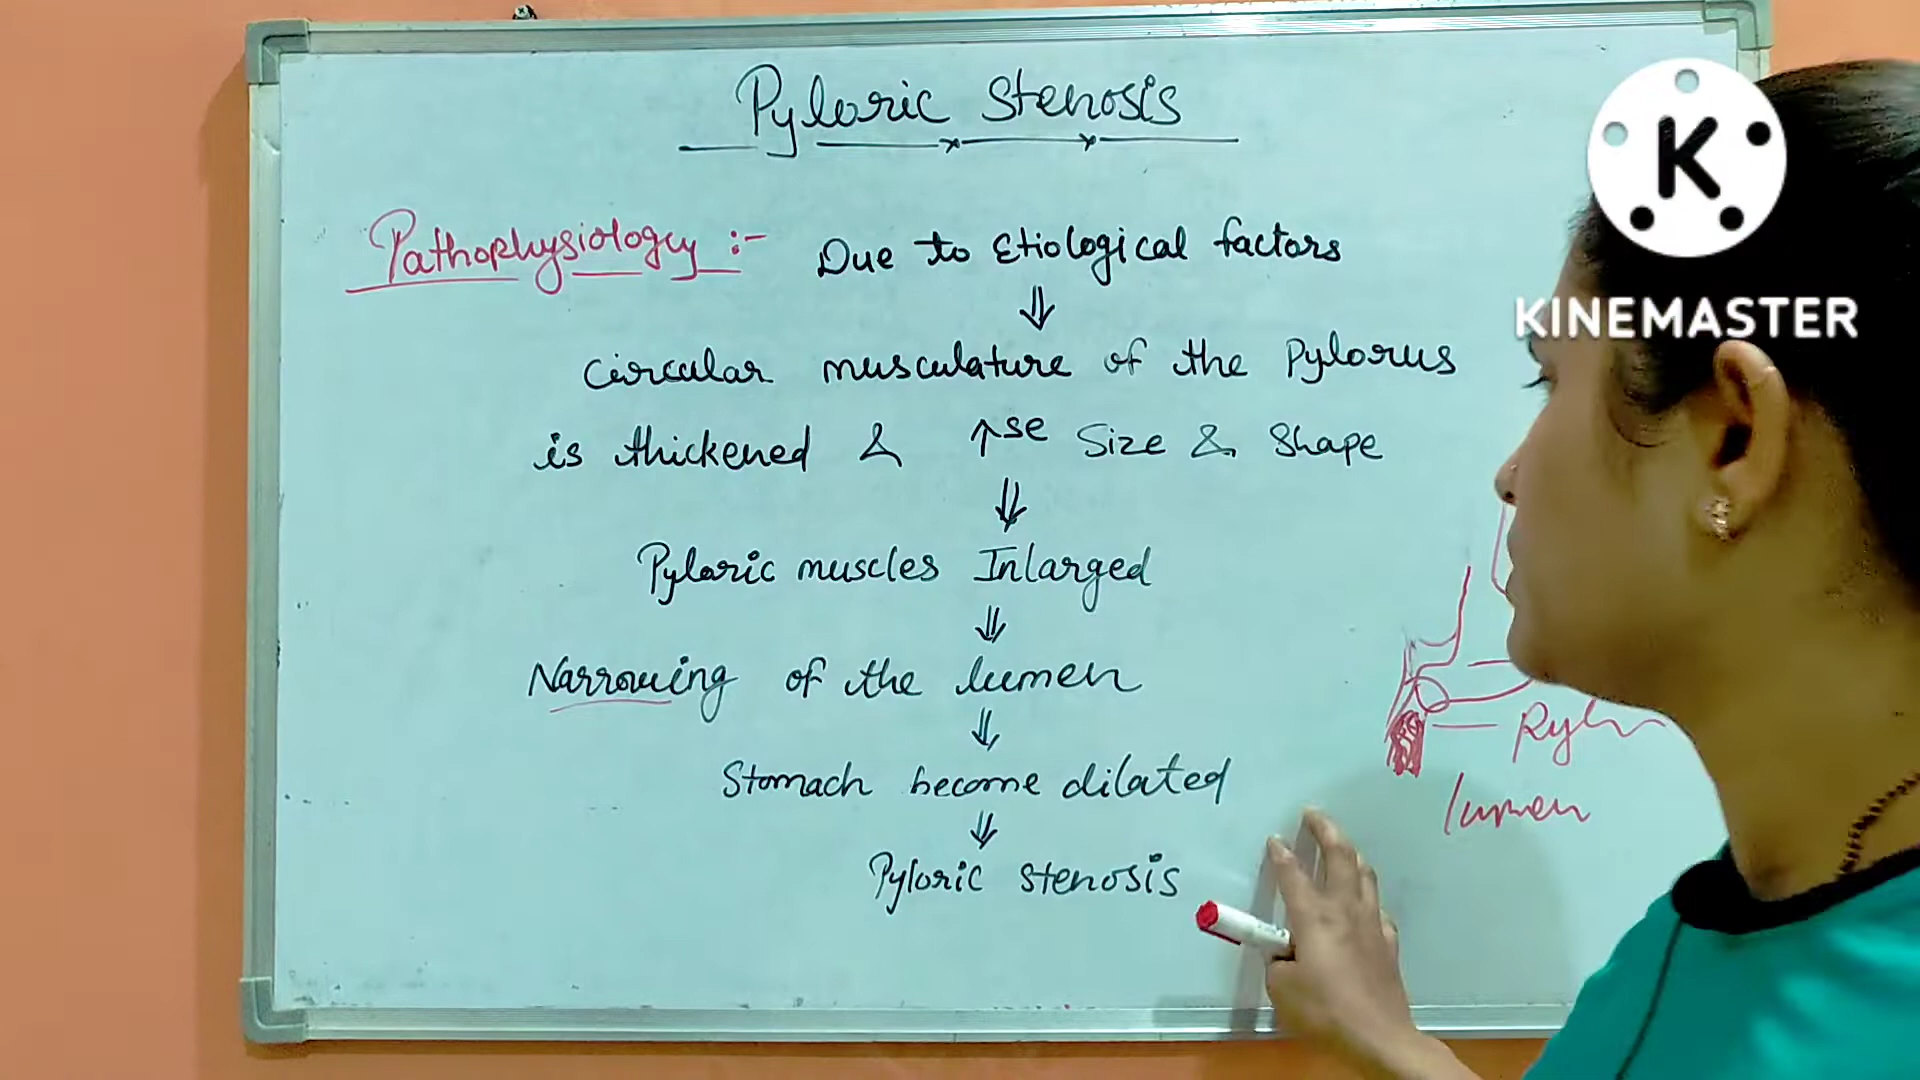 Pyloric Stenosis
Pathophysiology :- Due to Etiological factors
⇓
Circular musculature of the Pylorus
is thickened & ↑se Size & Shape
⇓
Pyloric muscles Inlarged
⇓
Narrowing of the lumen
⇓
Stomach become dilated
⇓
Pyloric stenosis
lumen
K
KINEMASTER